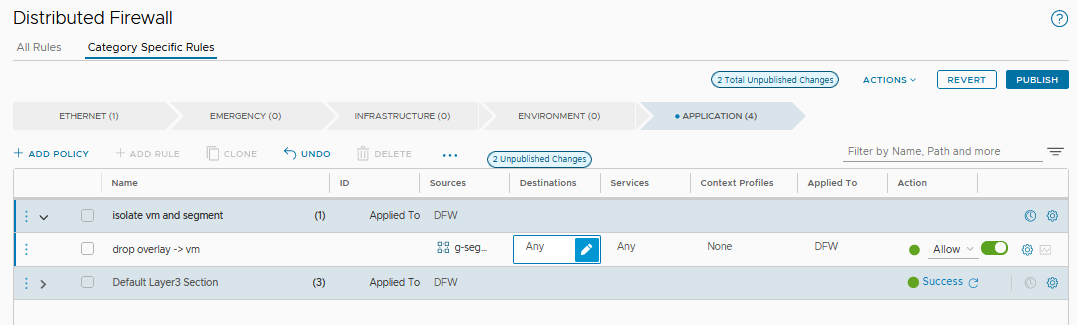 Distributed Firewall
All Rules Category Specific Rules
2 Total Unpublished Changes ACTIONS REVERT PUBLISH
ETHERNET (1) EMERGENCY (0) INFRASTRUCTURE (0) ENVIRONMENT (0) APPLICATION (4)
+ ADD POLICY + ADD RULE CLONE UNDO DELETE ... 2 Unpublished Changes Filter by Name, Path and more
Name ID Sources Destinations Services Context Profiles Applied To Action
isolate vm and segment (1) Applied To DFW
drop overlay -> vm g-seg... Any Any None DFW Allow
Default Layer3 Section (3) Applied To DFW Success